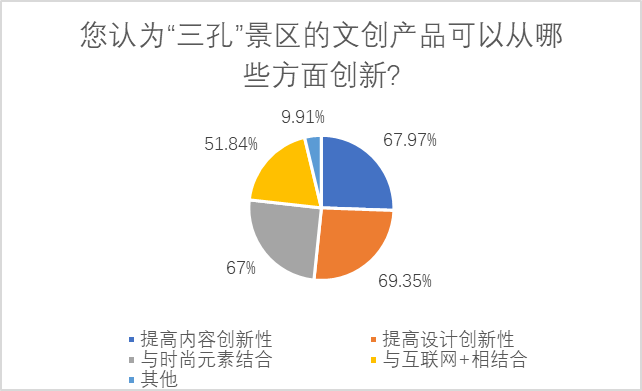 您认为“三孔”景区的文创产品可以从哪
些方面创新?
9.91%
67.97%
51.84%
67%
69.35%
提高内容创新性
提高设计创新性
与时尚元素结合
与互联网+相结合
其他